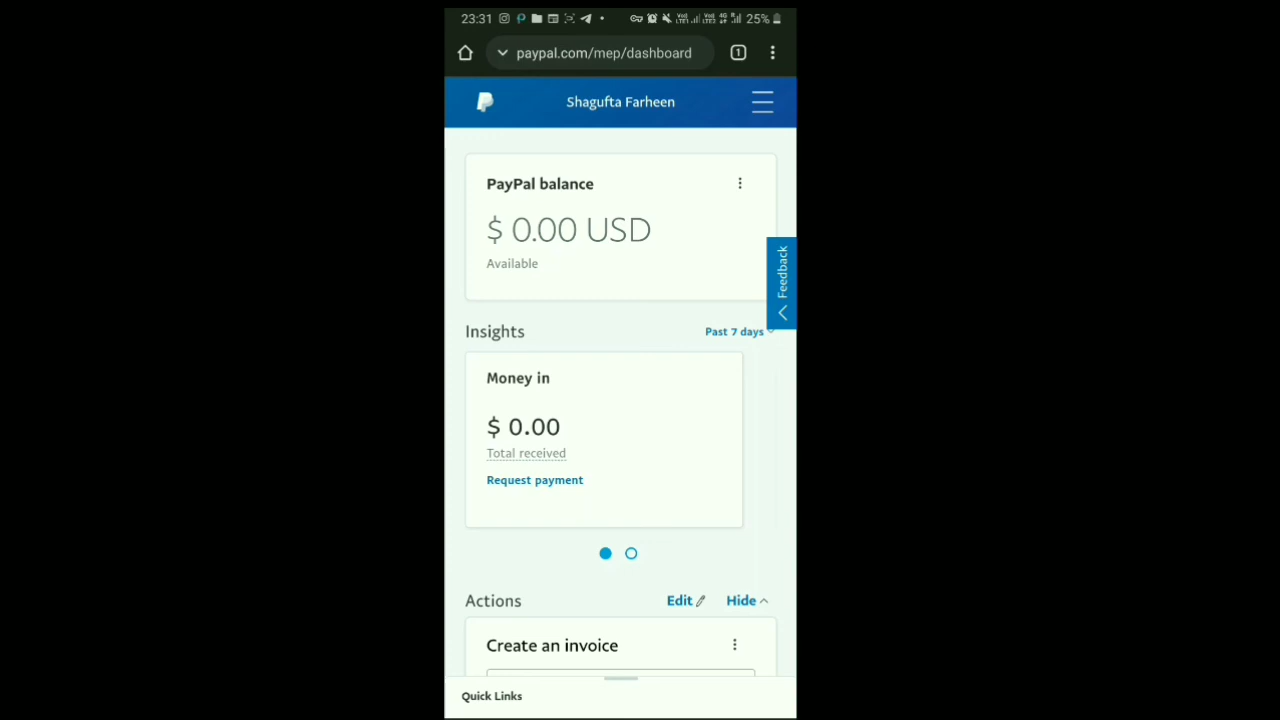 23:31 25%
paypal.com/mep/dashboard 1
Shagufta Farheen
PayPal balance
$ 0.00 USD
Available
Feedback
Insights Past 7 days
Money in
$ 0.00
Total received
Request payment
Actions Edit Hide
Create an invoice
Quick Links